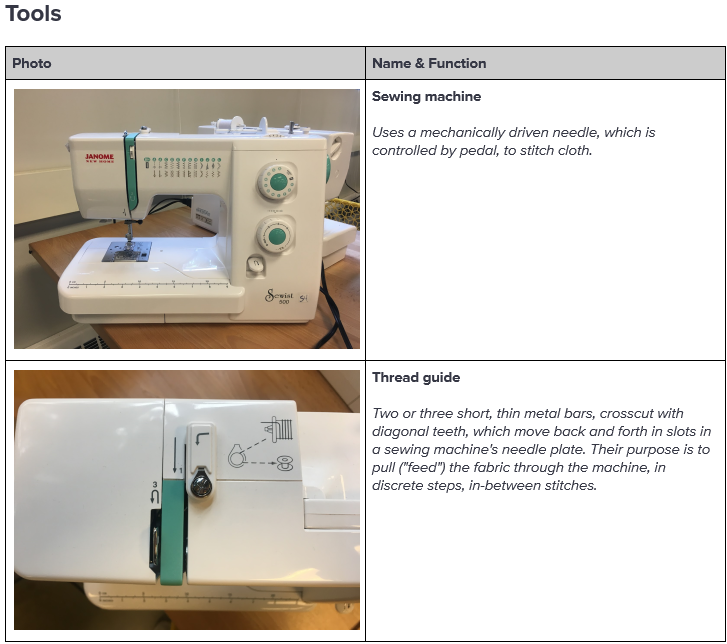 Tools
Photo
Name & Function
Sewing machine
Uses a mechanically driven needle, which is
controlled by pedal, to stitch cloth.
JANOME
SEW HOME
Sewist
500
Thread guide
Two or three short, thin metal bars, crosscut with
diagonal teeth, which move back and forth in slots in
a sewing machine's needle plate. Their purpose is to
pull ("feed") the fabric through the machine, in
discrete steps, in-between stitches.
1
3